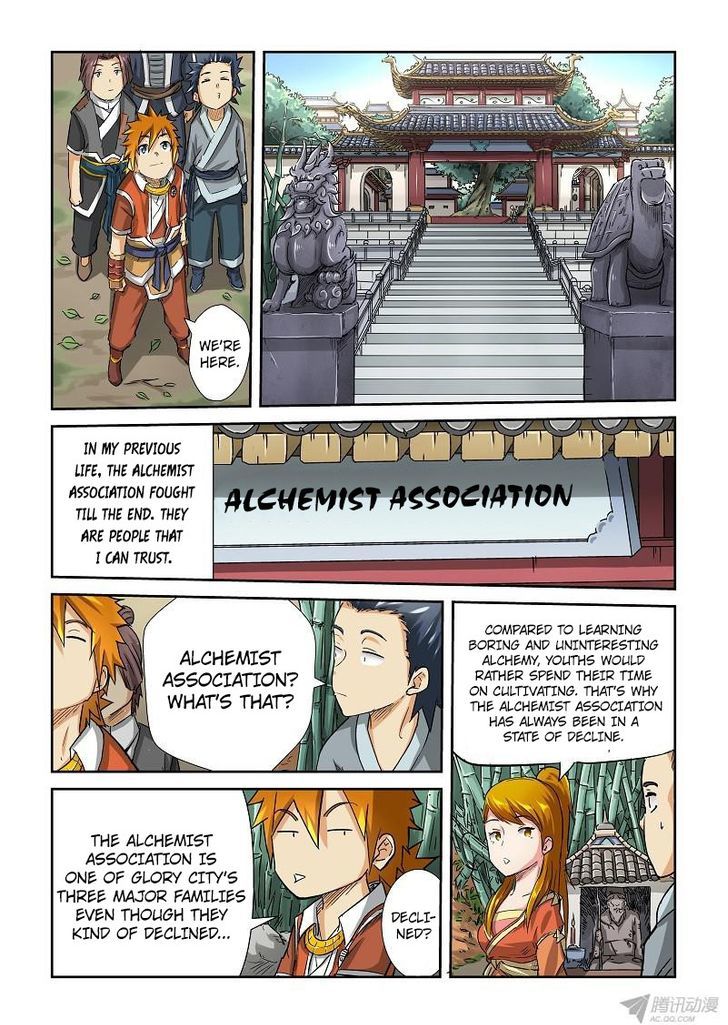 WE'RE
HERE.
IN MY PREVIOUS
LIFE, THE ALCHEMIST
ASSOCIATION FOUGHT
TILL THE END. THEY
ARE PEOPLE THAT
I CAN TRUST.
ALCHEMIST ASSOCIATION
ALCHEMIST
ASSOCIATION?
WHAT'S THAT?
COMPARED TO LEARNING
BORING AND UNINTERESTING
ALCHEMY, YOUTHS WOULD
RATHER SPEND THEIR TIME
ON CULTIVATING. THAT'S WHY
THE ALCHEMIST ASSOCIATION
HAS ALWAYS BEEN IN A
STATE OF DECLINE.
THE ALCHEMIST
ASSOCIATION IS
ONE OF GLORY CITY'S
THREE MAJOR FAMILIES
EVEN THOUGH THEY
KIND OF DECLINED...
DECLI-
NED?
腾讯动漫
AC.QQ.COM